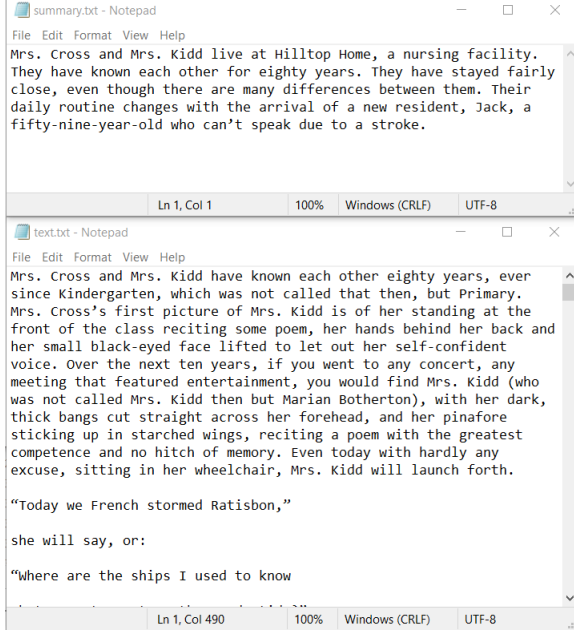 summary.txt - Notepad
File Edit Format View Help
Mrs. Cross and Mrs. Kidd live at Hilltop Home, a nursing facility.
They have known each other for eighty years. They have stayed fairly
close, even though there are many differences between them. Their
daily routine changes with the arrival of a new resident, Jack, a
fifty-nine-year-old who can’t speak due to a stroke.
Ln 1, Col 1 100% Windows (CRLF) UTF-8
text.txt - Notepad
File Edit Format View Help
Mrs. Cross and Mrs. Kidd have known each other eighty years, ever
since Kindergarten, which was not called that then, but Primary.
Mrs. Cross’s first picture of Mrs. Kidd is of her standing at the
front of the class reciting some poem, her hands behind her back and
her small black-eyed face lifted to let out her self-confident
voice. Over the next ten years, if you went to any concert, any
meeting that featured entertainment, you would find Mrs. Kidd (who
was not called Mrs. Kidd then but Marian Botherton), with her dark,
thick bangs cut straight across her forehead, and her pinafore
sticking up in starched wings, reciting a poem with the greatest
competence and no hitch of memory. Even today with hardly any
excuse, sitting in her wheelchair, Mrs. Kidd will launch forth.
“Today we French stormed Ratisbon,”
she will say, or:
“Where are the ships I used to know
Ln 1, Col 490 100% Windows (CRLF) UTF-8